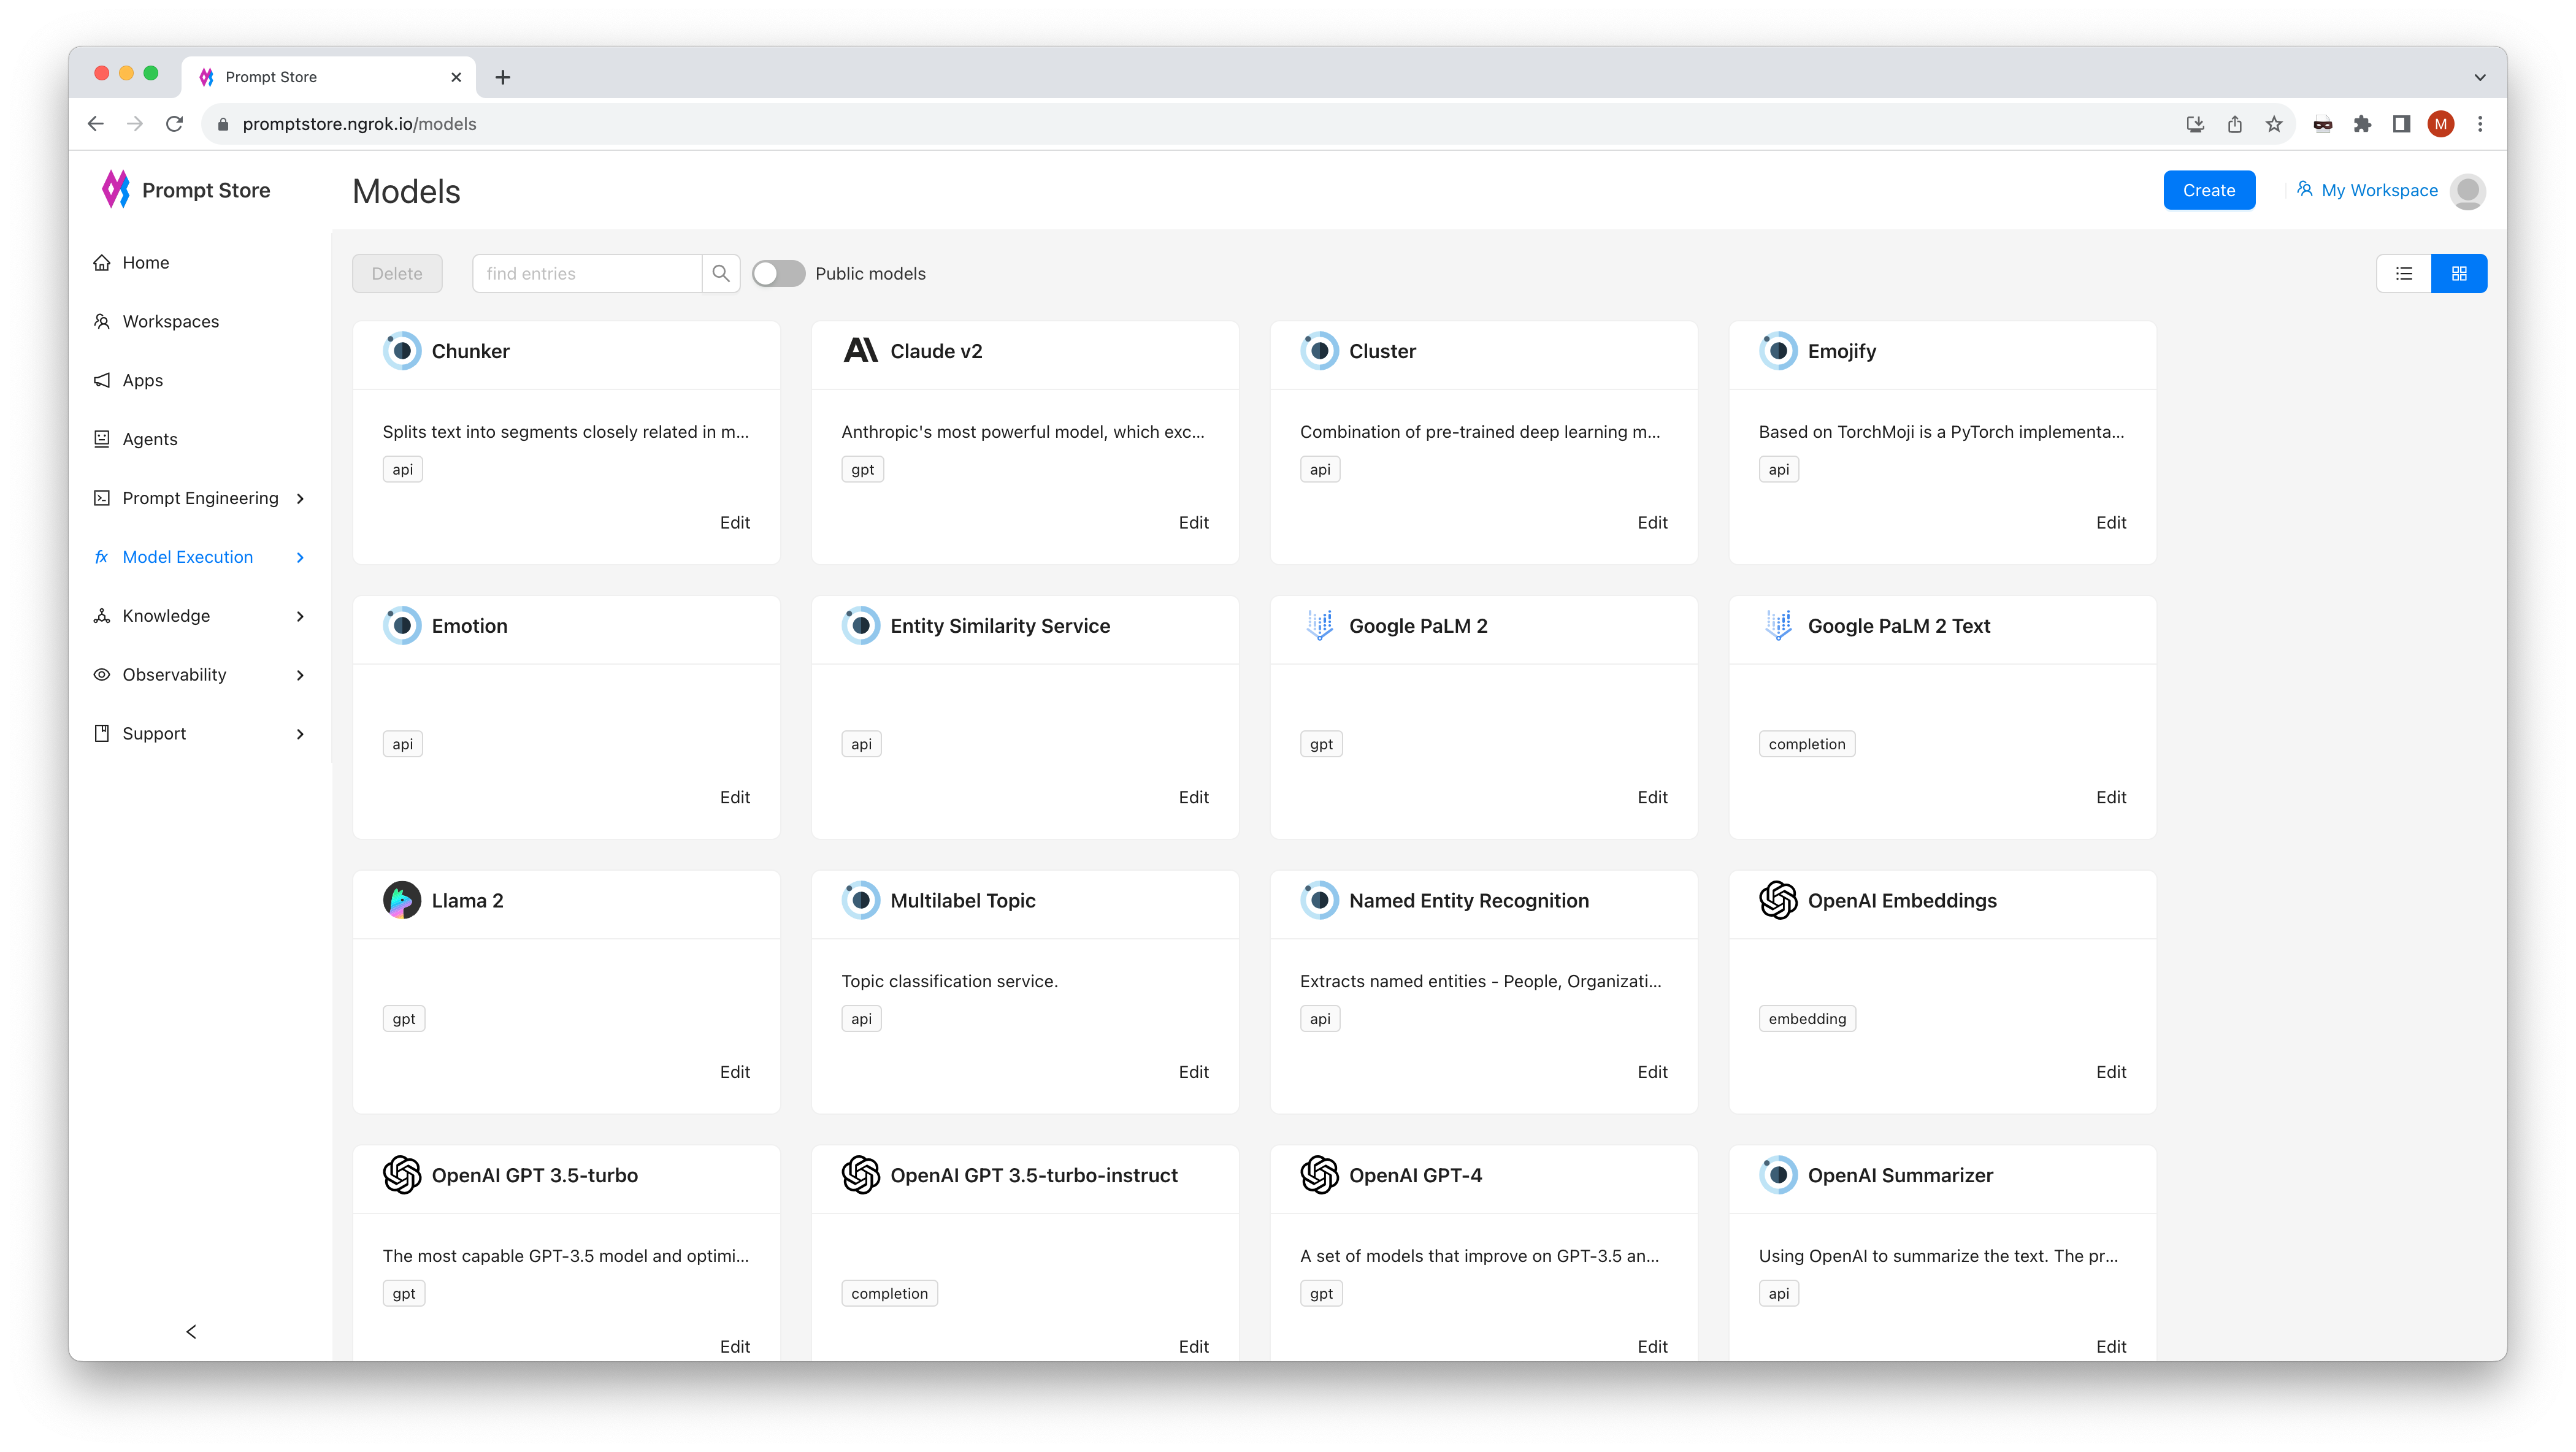 Prompt Store
promptstore.ngrok.io/models
M
Prompt Store
Models
Create
My Workspace
Home
Workspaces
Apps
Agents
Prompt Engineering
fx Model Execution
Knowledge
Observability
Support
Delete
find entries
Public models
Chunker
Splits text into segments closely related in m...
api
Edit
Claude v2
Anthropic's most powerful model, which exc...
gpt
Edit
Cluster
Combination of pre-trained deep learning m...
api
Edit
Emojify
Based on TorchMoji is a PyTorch implementa...
api
Edit
Emotion
api
Edit
Entity Similarity Service
api
Edit
Google PaLM 2
gpt
Edit
Google PaLM 2 Text
completion
Edit
Llama 2
gpt
Edit
Multilabel Topic
Topic classification service.
api
Edit
Named Entity Recognition
Extracts named entities - People, Organizati...
api
Edit
OpenAI Embeddings
embedding
Edit
OpenAI GPT 3.5-turbo
The most capable GPT-3.5 model and optimi...
gpt
Edit
OpenAI GPT 3.5-turbo-instruct
completion
Edit
OpenAI GPT-4
A set of models that improve on GPT-3.5 an...
gpt
Edit
OpenAI Summarizer
Using OpenAI to summarize the text. The pr...
api
Edit